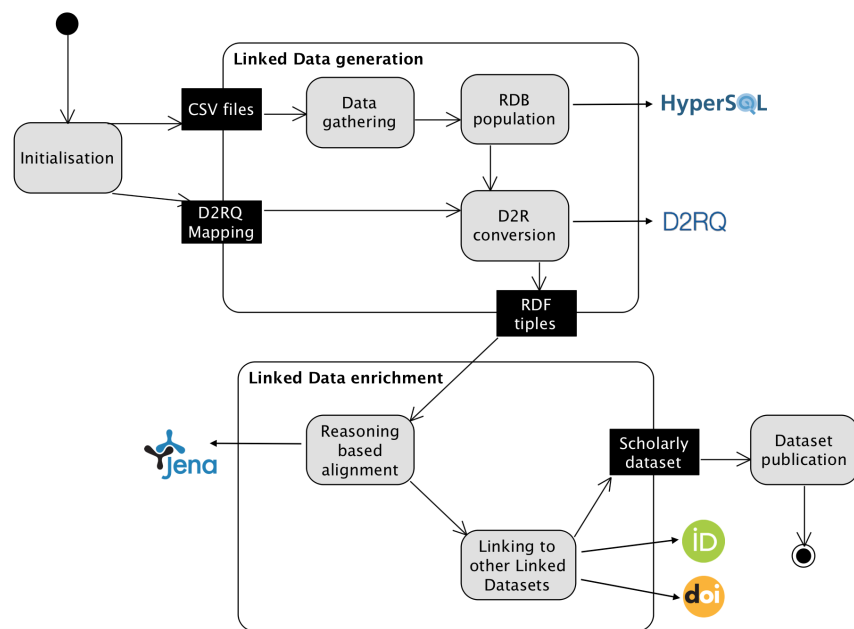 Linked Data generation
CSV files
Data
gathering
RDB
population
HyperSQL
Initialisation
D2RQ
Mapping
D2R
conversion
D2RQ
RDF
tiples
Linked Data enrichment
Reasoning
based
alignment
Jena
Scholarly
dataset
Dataset
publication
Linking to
other Linked
Datasets
iD
doi